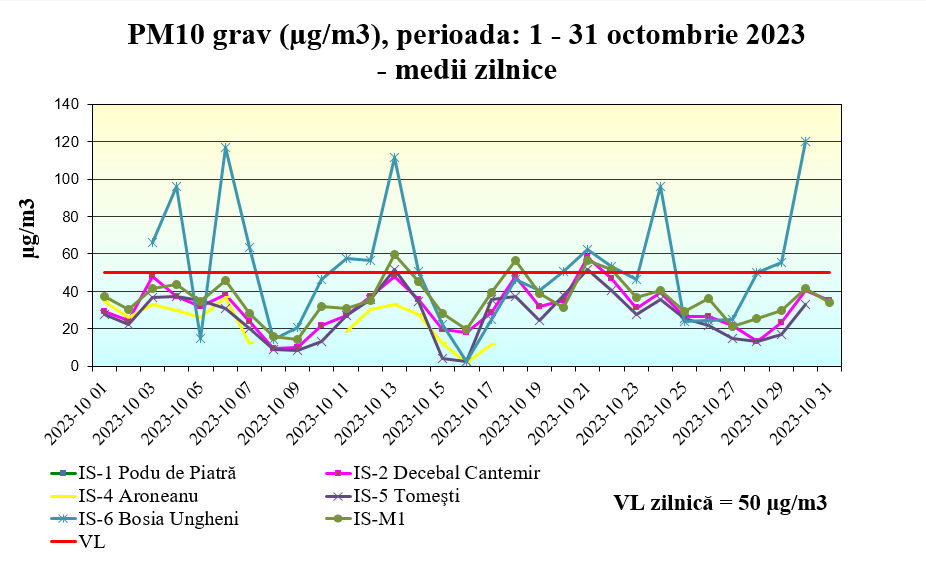 PM10 grav (µg/m3), perioada: 1 - 31 octombrie 2023
- medii zilnice
µg/m3
140
120
100
80
60
40
20
0
2023-10 01
2023-10 03
2023-10 05
2023-10 07
2023-10 09
2023-10 11
2023-10 13
2023-10 15
2023-10 17
2023-10 19
2023-10 21
2023-10 23
2023-10 25
2023-10 27
2023-10 29
2023-10 31
IS-1 Podu de Piatră
IS-2 Decebal Cantemir
IS-4 Aroneanu
IS-5 Tomeşti
IS-6 Bosia Ungheni
IS-M1
VL
VL zilnică = 50 µg/m3